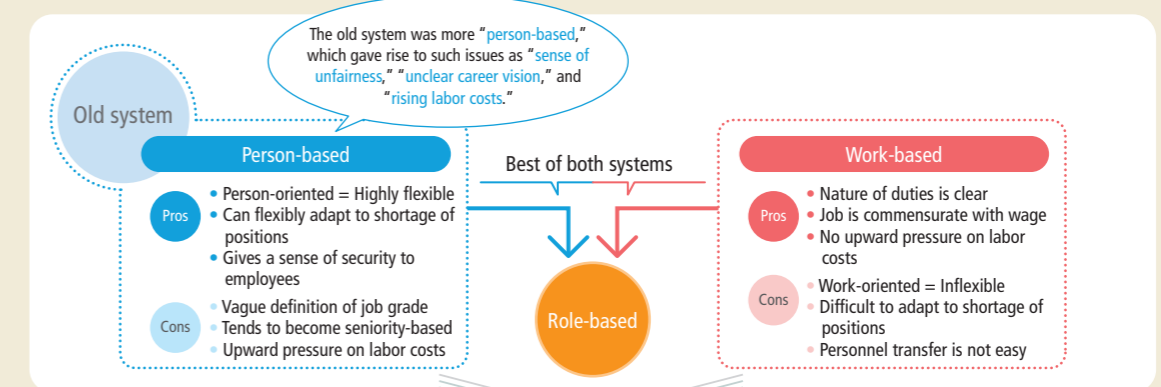 The old system was more “person-based,”
which gave rise to such issues as “sense of
unfairness,” “unclear career vision,” and
“rising labor costs.”
Old system
Person-based
Pros
• Person-oriented = Highly flexible
• Can flexibly adapt to shortage of
positions
• Gives a sense of security to
employees
Cons
• Vague definition of job grade
• Tends to become seniority-based
• Upward pressure on labor costs
Best of both systems
Role-based
Work-based
Pros
• Nature of duties is clear
• Job is commensurate with wage
• No upward pressure on labor
costs
Cons
• Work-oriented = Inflexible
• Difficult to adapt to shortage of
positions
• Personnel transfer is not easy